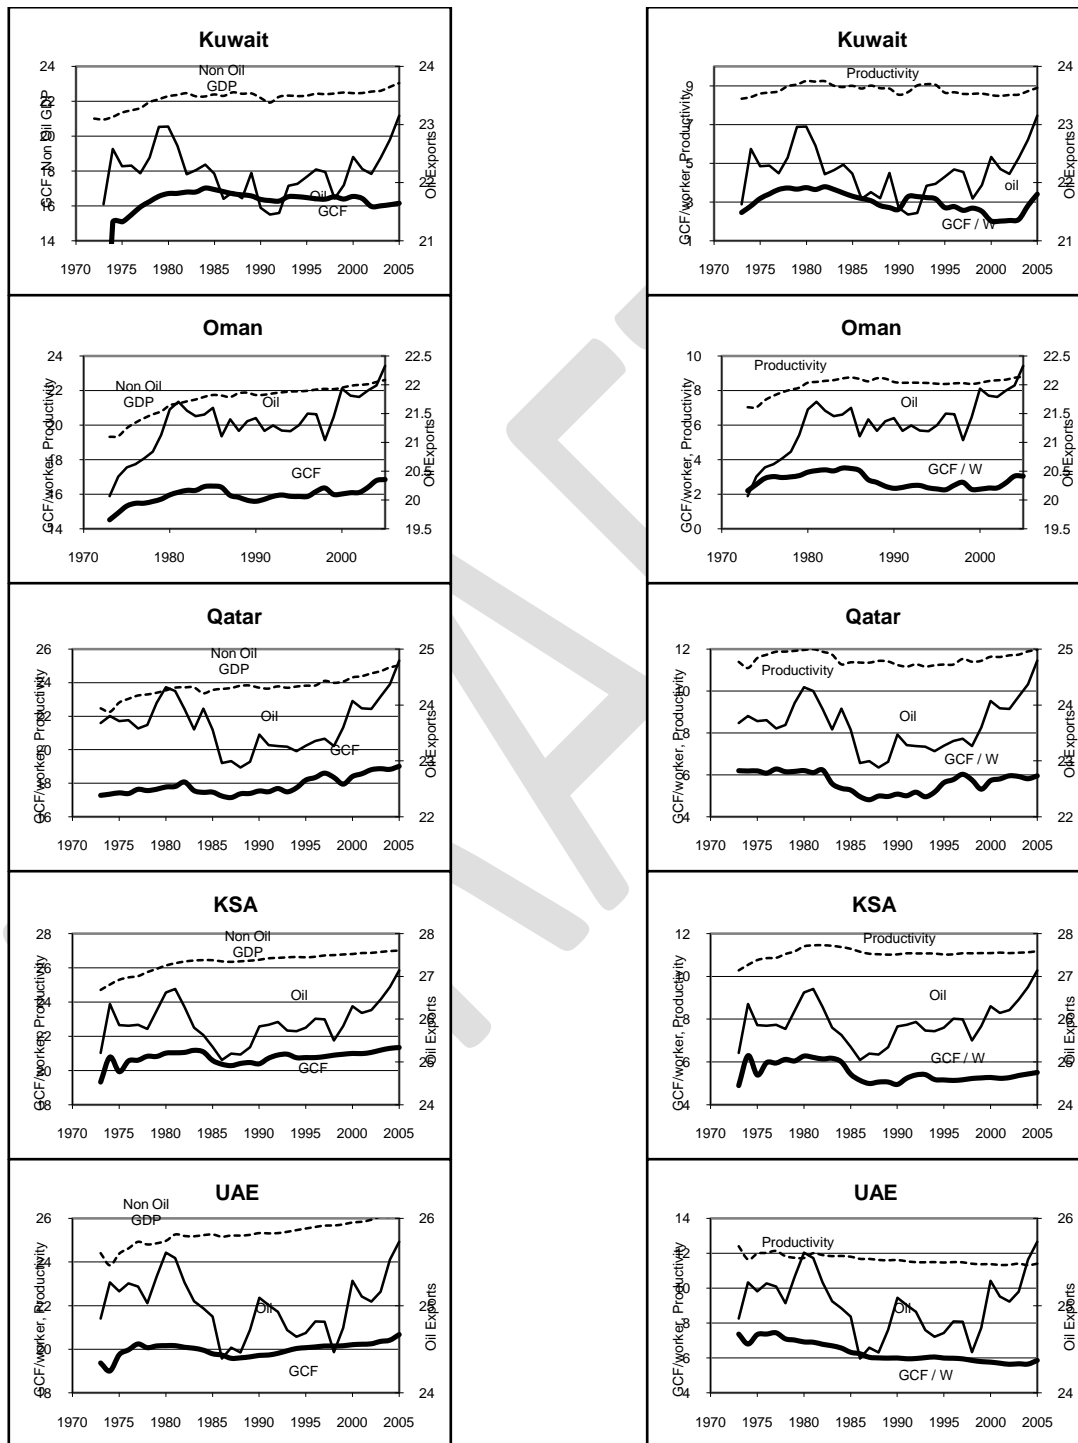 Kuwait
24
22
20
18
16
14
GCF, Non Oil GDP
Non Oil
GDP
Oil
GCF
24
23
22
21
Oil Exports
1970 1975 1980 1985 1990 1995 2000 2005
Kuwait
9
7
5
3
1
GCF/worker, Productivity
Productivity
oil
GCF / W
24
23
22
21
Oil Exports
1970 1975 1980 1985 1990 1995 2000 2005
Oman
24
22
20
18
16
14
GCF/worker, Productivity
Non Oil
GDP
Oil
GCF
22.5
22
21.5
21
20.5
20
19.5
Oil Exports
1970 1980 1990 2000
Oman
10
8
6
4
2
0
GCF/worker, Productivity
Productivity
Oil
GCF / W
22.5
22
21.5
21
20.5
20
19.5
Oil Exports
1970 1980 1990 2000
Qatar
26
24
22
20
18
16
GCF/worker, Productivity
Non Oil
GDP
Oil
GCF
25
24
23
22
Oil Exports
1970 1975 1980 1985 1990 1995 2000 2005
Qatar
12
10
8
6
4
GCF/worker, Productivity
Productivity
Oil
GCF / W
25
24
23
22
Oil Exports
1970 1975 1980 1985 1990 1995 2000 2005
KSA
28
26
24
22
20
18
GCF/worker, Productivity
Non Oil
GDP
Oil
GCF
28
27
26
25
24
Oil Exports
1970 1975 1980 1985 1990 1995 2000 2005
KSA
12
10
8
6
4
GCF/worker, Productivity
Productivity
Oil
GCF / W
28
27
26
25
24
Oil Exports
1970 1975 1980 1985 1990 1995 2000 2005
UAE
26
24
22
20
18
GCF/worker, Productivity
Non Oil
GDP
Oil
GCF
26
25
24
Oil Exports
1970 1975 1980 1985 1990 1995 2000 2005
UAE
14
12
10
8
6
4
GCF/worker, Productivity
Productivity
Oil
GCF / W
26
25
24
Oil Exports
1970 1975 1980 1985 1990 1995 2000 2005